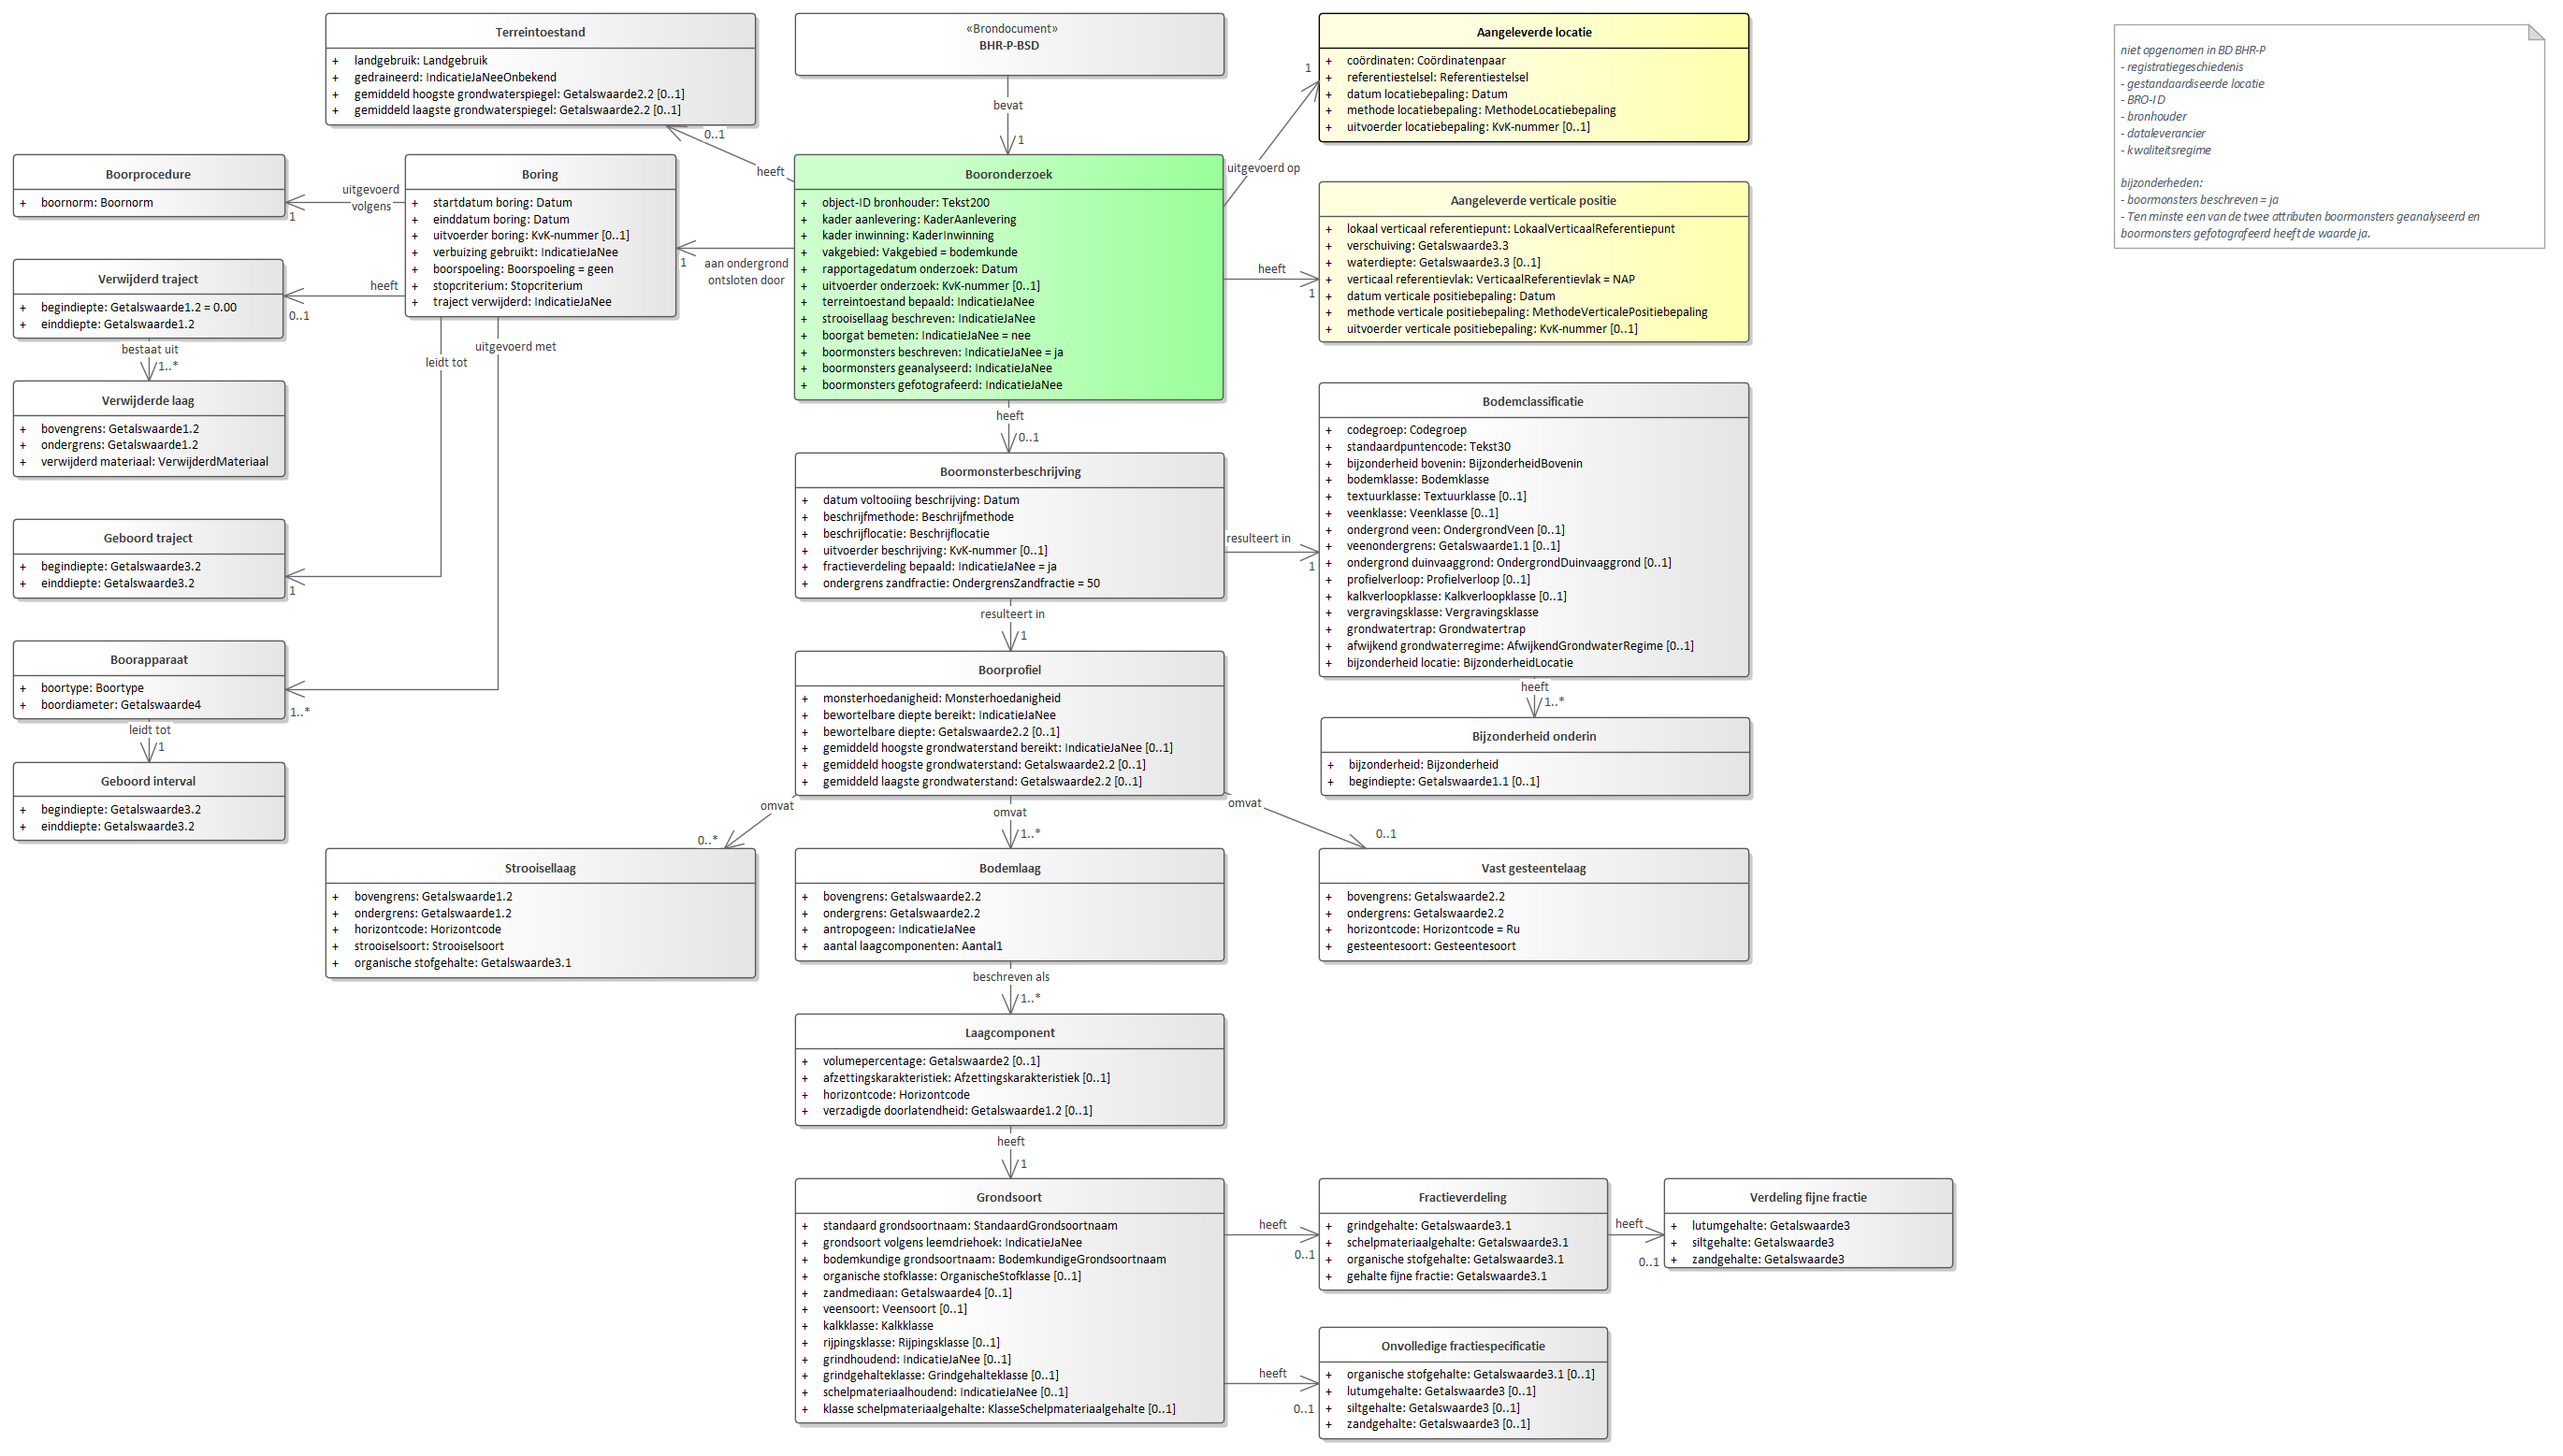 Terreintoestand
+ landgebruik: Landgebruik
+ gedraineerd: IndicatieJaNeeOnbekend
+ gemiddeld hoogste grondwaterspiegel: Getalswaarde2.2 [0..1]
+ gemiddeld laagste grondwaterspiegel: Getalswaarde2.2 [0..1]
«Brondocument»
BHR-P-BSD
bevat
1
Aangeleverde locatie
+ coördinaten: Coördinatenpaar
+ referentiestelsel: Referentiestelsel
+ datum locatiebepaling: Datum
+ methode locatiebepaling: MethodeLocatiebepaling
+ uitvoerder locatiebepaling: KvK-nummer [0..1]
1
uitgevoerd op
niet opgenomen in BD BHR-P
- registratiegeschiedenis
- gestandaardiseerde locatie
- BRO-ID
- bronhouder
- dataleverancier
- kwaliteitsregime
bijzonderheden:
- boormonsters beschreven = ja
- Ten minste een van de twee attributen boormonsters geanalyseerd en
boormonsters gefotografeerd heeft de waarde ja.
0..1
heeft
Boorprocedure
+ boornorm: Boornorm
uitgevoerd
volgens
1
Boring
+ startdatum boring: Datum
+ einddatum boring: Datum
+ uitvoerder boring: KvK-nummer [0..1]
+ verbuizing gebruikt: IndicatieJaNee
+ boorspoeling: Boorspoeling = geen
+ stopcriterium: Stopcriterium
+ traject verwijderd: IndicatieJaNee
1
aan ondergrond
ontsloten door
Booronderzoek
+ object-ID bronhouder: Tekst200
+ kader aanlevering: KaderAanlevering
+ kader inwinning: KaderInwinning
+ vakgebied: Vakgebied = bodemkunde
+ rapportagedatum onderzoek: Datum
+ uitvoerder onderzoek: KvK-nummer [0..1]
+ terreintoestand bepaald: IndicatieJaNee
+ strooisellaag beschreven: IndicatieJaNee
+ boorgat bemeten: IndicatieJaNee = nee
+ boormonsters beschreven: IndicatieJaNee = ja
+ boormonsters geanalyseerd: IndicatieJaNee
+ boormonsters gefotografeerd: IndicatieJaNee
heeft
1
Aangeleverde verticale positie
+ lokaal verticaal referentiepunt: LokaalVerticaalReferentiepunt
+ verschuiving: Getalswaarde3.3
+ waterdiepte: Getalswaarde3.3 [0..1]
+ verticaal referentievlak: VerticaalReferentievlak = NAP
+ datum verticale positiebepaling: Datum
+ methode verticale positiebepaling: MethodeVerticalePositiebepaling
+ uitvoerder verticale positiebepaling: KvK-nummer [0..1]
Verwijderd traject
+ begindiepte: Getalswaarde1.2 = 0.00
+ einddiepte: Getalswaarde1.2
heeft
0..1
bestaat uit
1..*
leidt tot
uitgevoerd met
Verwijderde laag
+ bovengrens: Getalswaarde1.2
+ ondergrens: Getalswaarde1.2
+ verwijderd materiaal: VerwijderdMateriaal
heeft
0..1
Boormonsterbeschrijving
+ datum voltooiing beschrijving: Datum
+ beschrijfmethode: Beschrijfmethode
+ beschrijflocatie: Beschrijflocatie
+ uitvoerder beschrijving: KvK-nummer [0..1]
+ fractieverdeling bepaald: IndicatieJaNee = ja
+ ondergrens zandfractie: OndergrensZandfractie = 50
resulteert in
1
Bodemclassificatie
+ codegroep: Codegroep
+ standaardpuntencode: Tekst30
+ bijzonderheid bovenin: BijzonderheidBovenin
+ bodemklasse: Bodemklasse
+ textuurklasse: Textuurklasse [0..1]
+ veenklasse: Veenklasse [0..1]
+ ondergrond veen: OndergrondVeen [0..1]
+ veenondergrens: Getalswaarde1.1 [0..1]
+ ondergrond duinvaaggrond: OndergrondDuinvaaggrond [0..1]
+ profielverloop: Profielverloop [0..1]
+ kalkverloopklasse: Kalkverloopklasse [0..1]
+ vergravingsklasse: Vergravingsklasse
+ grondwatertrap: Grondwatertrap
+ afwijkend grondwaterregime: AfwijkendGrondwaterRegime [0..1]
+ bijzonderheid locatie: BijzonderheidLocatie
Geboord traject
+ begindiepte: Getalswaarde3.2
+ einddiepte: Getalswaarde3.2
1
resulteert in
1
Boorapparaat
+ boortype: Boortype
+ boordiameter: Getalswaarde4
1..*
leidt tot
1
Boorprofiel
+ monsterhoedanigheid: Monsterhoedanigheid
+ bewortelbare diepte bereikt: IndicatieJaNee
+ bewortelbare diepte: Getalswaarde2.2 [0..1]
+ gemiddeld hoogste grondwaterstand bereikt: IndicatieJaNee [0..1]
+ gemiddeld hoogste grondwaterstand: Getalswaarde2.2 [0..1]
+ gemiddeld laagste grondwaterstand: Getalswaarde2.2 [0..1]
heeft
1..*
Bijzonderheid onderin
+ bijzonderheid: Bijzonderheid
+ begindiepte: Getalswaarde1.1 [0..1]
Geboord interval
+ begindiepte: Getalswaarde3.2
+ einddiepte: Getalswaarde3.2
omvat
0..*
omvat
1..*
omvat
0..1
Strooisellaag
+ bovengrens: Getalswaarde1.2
+ ondergrens: Getalswaarde1.2
+ horizontcode: Horizontcode
+ strooiselsoort: Strooiselsoort
+ organische stofgehalte: Getalswaarde3.1
Bodemlaag
+ bovengrens: Getalswaarde2.2
+ ondergrens: Getalswaarde2.2
+ antropogeen: IndicatieJaNee
+ aantal laagcomponenten: Aantal1
Vast gesteentelaag
+ bovengrens: Getalswaarde2.2
+ ondergrens: Getalswaarde2.2
+ horizontcode: Horizontcode = Ru
+ gesteentesoort: Gesteentesoort
beschreven als
1..*
Laagcomponent
+ volumepercentage: Getalswaarde2 [0..1]
+ afzettingskarakteristiek: Afzettingskarakteristiek [0..1]
+ horizontcode: Horizontcode
+ verzadigde doorlatendheid: Getalswaarde1.2 [0..1]
heeft
1
Grondsoort
+ standaard grondsoortnaam: StandaardGrondsoortnaam
+ grondsoort volgens leemdriehoek: IndicatieJaNee
+ bodemkundige grondsoortnaam: BodemkundigeGrondsoortnaam
+ organische stofklasse: OrganischeStofklasse [0..1]
+ zandmediaan: Getalswaarde4 [0..1]
+ veensoort: Veensoort [0..1]
+ kalkklasse: Kalkklasse
+ rijpingsklasse: Rijpingsklasse [0..1]
+ grindhoudend: IndicatieJaNee [0..1]
+ grindgehalteklasse: Grindgehalteklasse [0..1]
+ schelpmateriaalhoudend: IndicatieJaNee [0..1]
+ klasse schelpmateriaalgehalte: KlasseSchelpmateriaalgehalte [0..1]
heeft
0..1
Fractieverdeling
+ grindgehalte: Getalswaarde3.1
+ schelpmateriaalgehalte: Getalswaarde3.1
+ organische stofgehalte: Getalswaarde3.1
+ gehalte fijne fractie: Getalswaarde3.1
heeft
0..1
Verdeling fijne fractie
+ lutumgehalte: Getalswaarde3
+ siltgehalte: Getalswaarde3
+ zandgehalte: Getalswaarde3
heeft
0..1
Onvolledige fractiespecificatie
+ organische stofgehalte: Getalswaarde3.1 [0..1]
+ lutumgehalte: Getalswaarde3 [0..1]
+ siltgehalte: Getalswaarde3 [0..1]
+ zandgehalte: Getalswaarde3 [0..1]